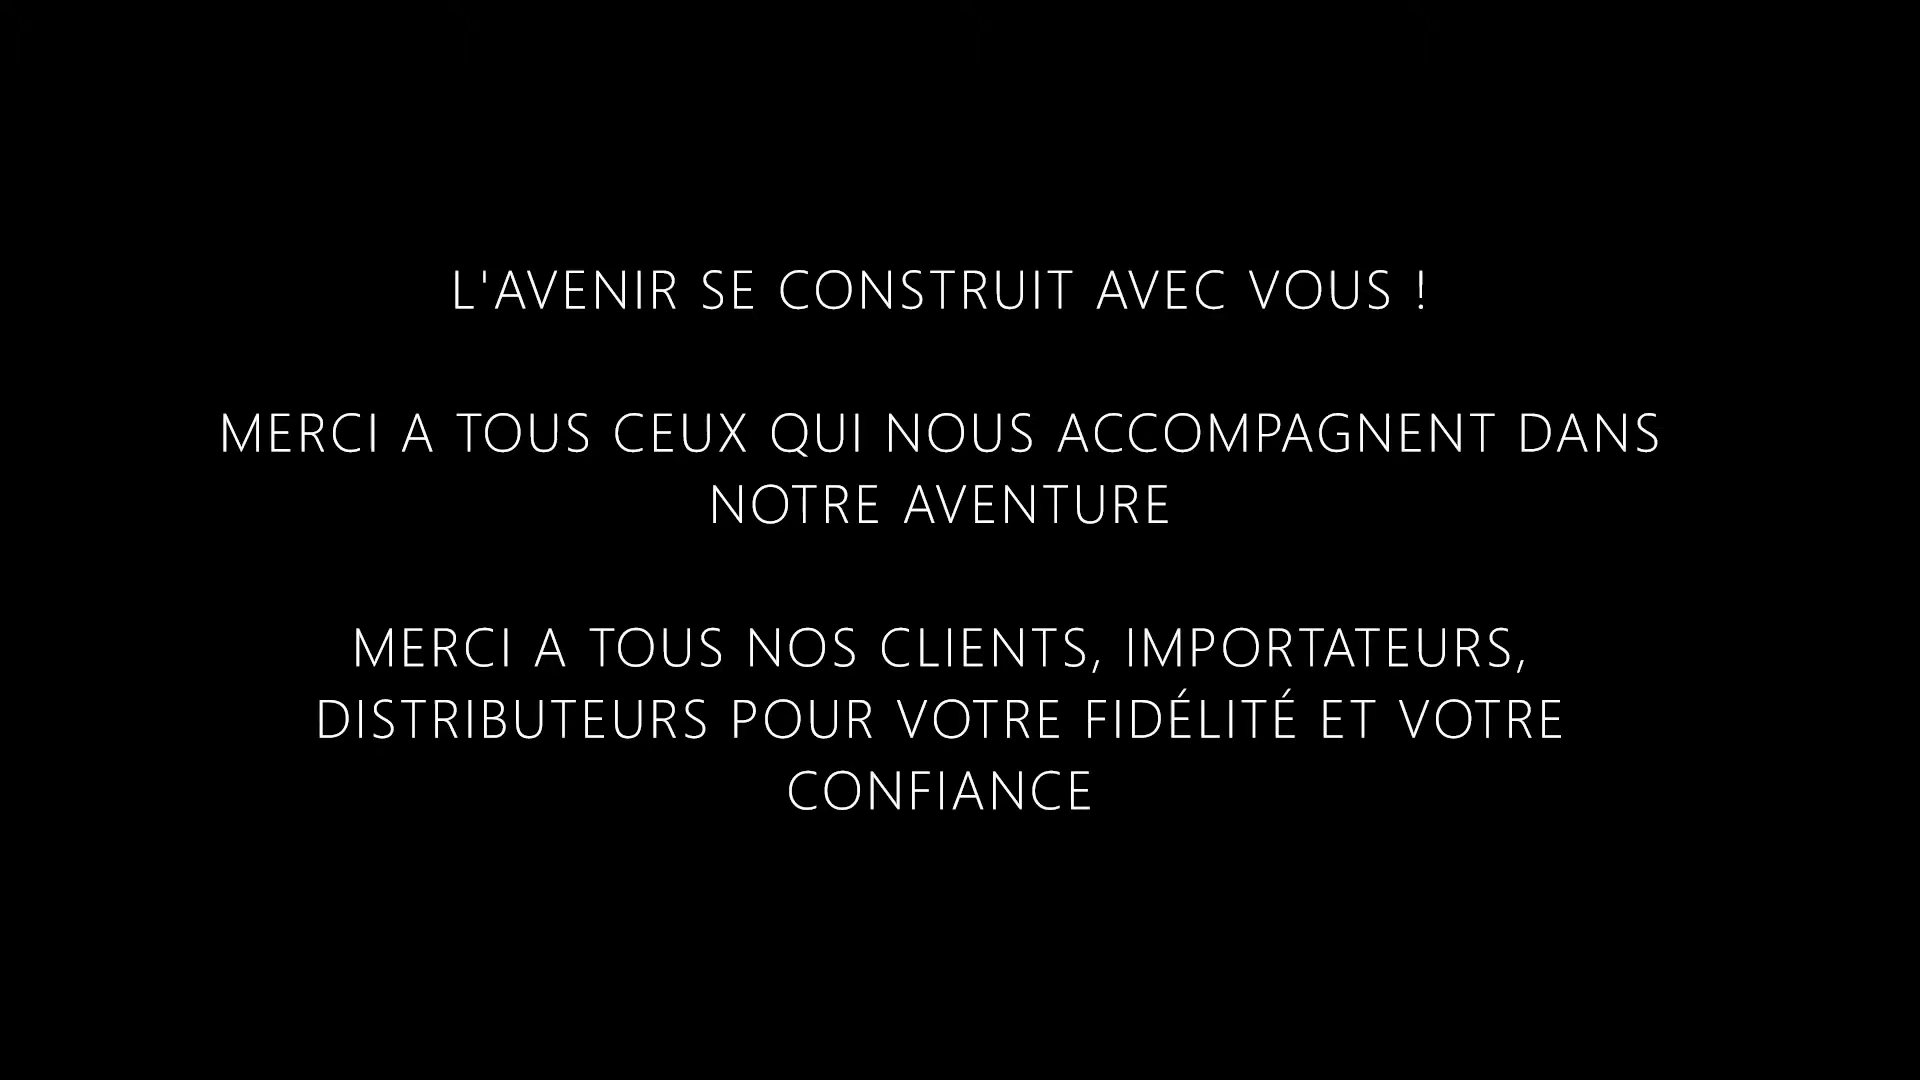 L'AVENIR SE CONSTRUIT AVEC VOUS !
MERCI A TOUS CEUX QUI NOUS ACCOMPAGNENT DANS
NOTRE AVENTURE
MERCI A TOUS NOS CLIENTS, IMPORTATEURS,
DISTRIBUTEURS POUR VOTRE FIDÉLITÉ ET VOTRE
CONFIANCE